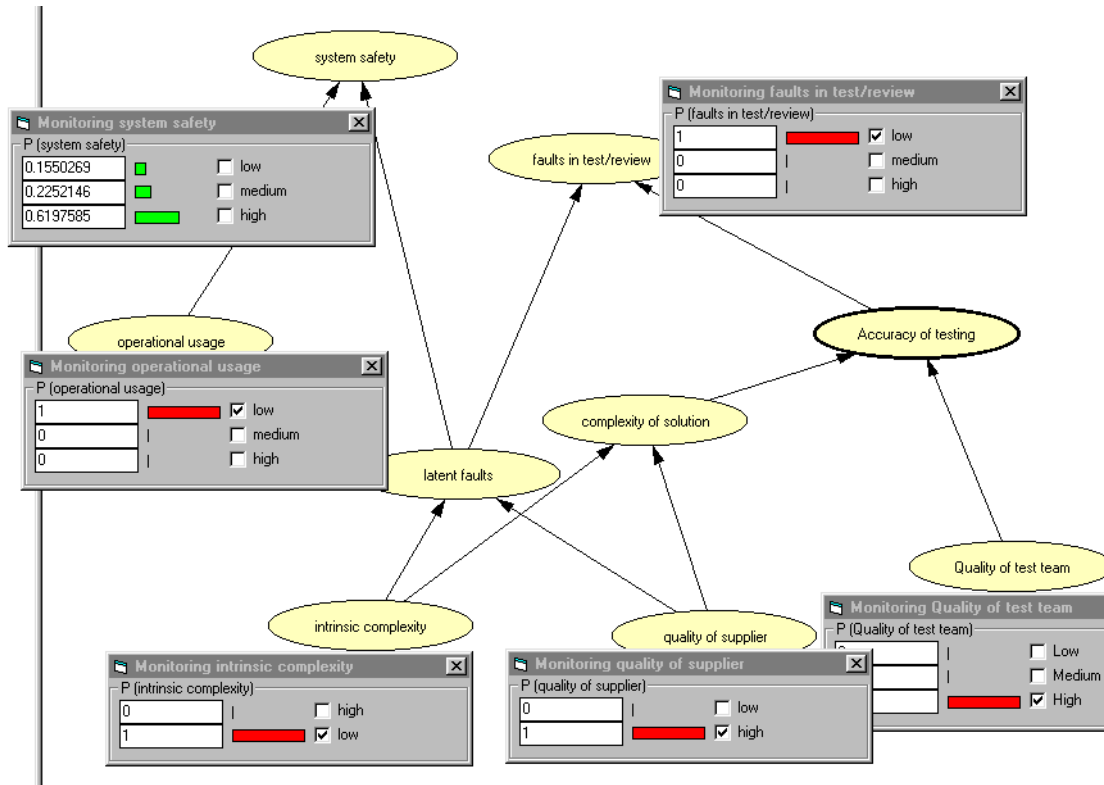 system safety
Monitoring system safety
P (system safety)
0.1550269 low
0.2252146 medium
0.6197585 high
Monitoring faults in test/review
P (faults in test/review)
1 low
0 medium
0 high
faults in test/review
operational usage
Monitoring operational usage
P (operational usage)
1 low
0 medium
0 high
Accuracy of testing
complexity of solution
latent faults
Quality of test team
Monitoring Quality of test team
P (Quality of test team)
Low
Medium
High
intrinsic complexity
Monitoring intrinsic complexity
P (intrinsic complexity)
0 high
1 low
quality of supplier
Monitoring quality of supplier
P (quality of supplier)
0 low
1 high